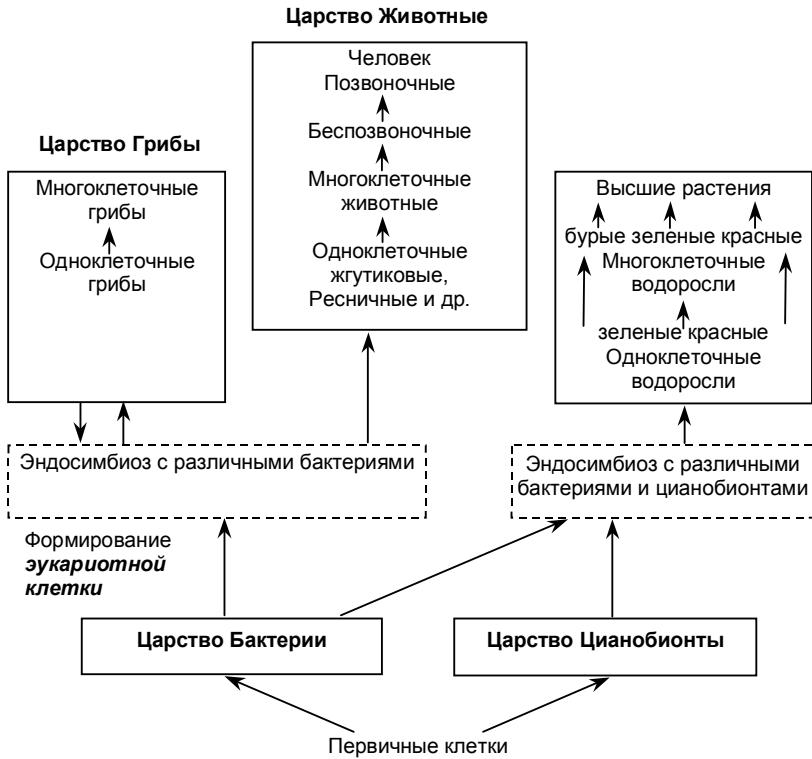 Царство Животные
Человек
Позвоночные
Беспозвоночные
Многоклеточные
животные
Одноклеточные
жгутиковые,
Ресничные и др.
Царство Грибы
Многоклеточные
грибы
Одноклеточные
грибы
Высшие растения
бурые зеленые красные
Многоклеточные
водоросли
зеленые красные
Одноклеточные
водоросли
Эндосимбиоз с различными бактериями
Эндосимбиоз с различными
бактериями и цианобионтами
Формирование
эукариотной
клетки
Царство Бактерии
Царство Цианобионты
Первичные клетки